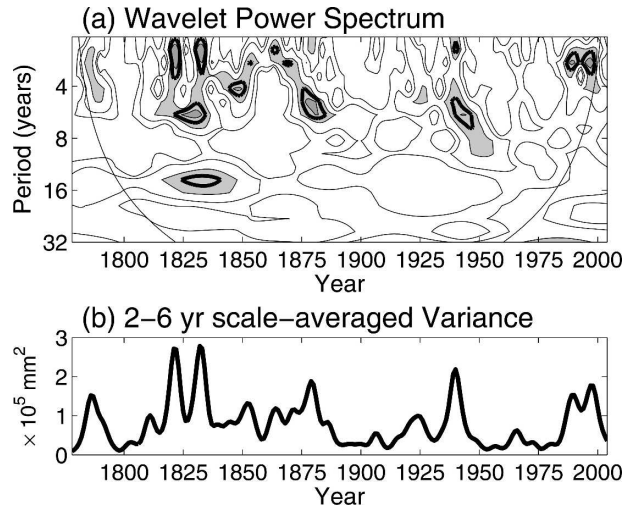 (a) Wavelet Power Spectrum
Period (years)
4
8
16
32
1800 1825 1850 1875 1900 1925 1950 1975 2000
Year
(b) 2−6 yr scale−averaged Variance
× 10⁵ mm²
3
2
1
0
1800 1825 1850 1875 1900 1925 1950 1975 2000
Year